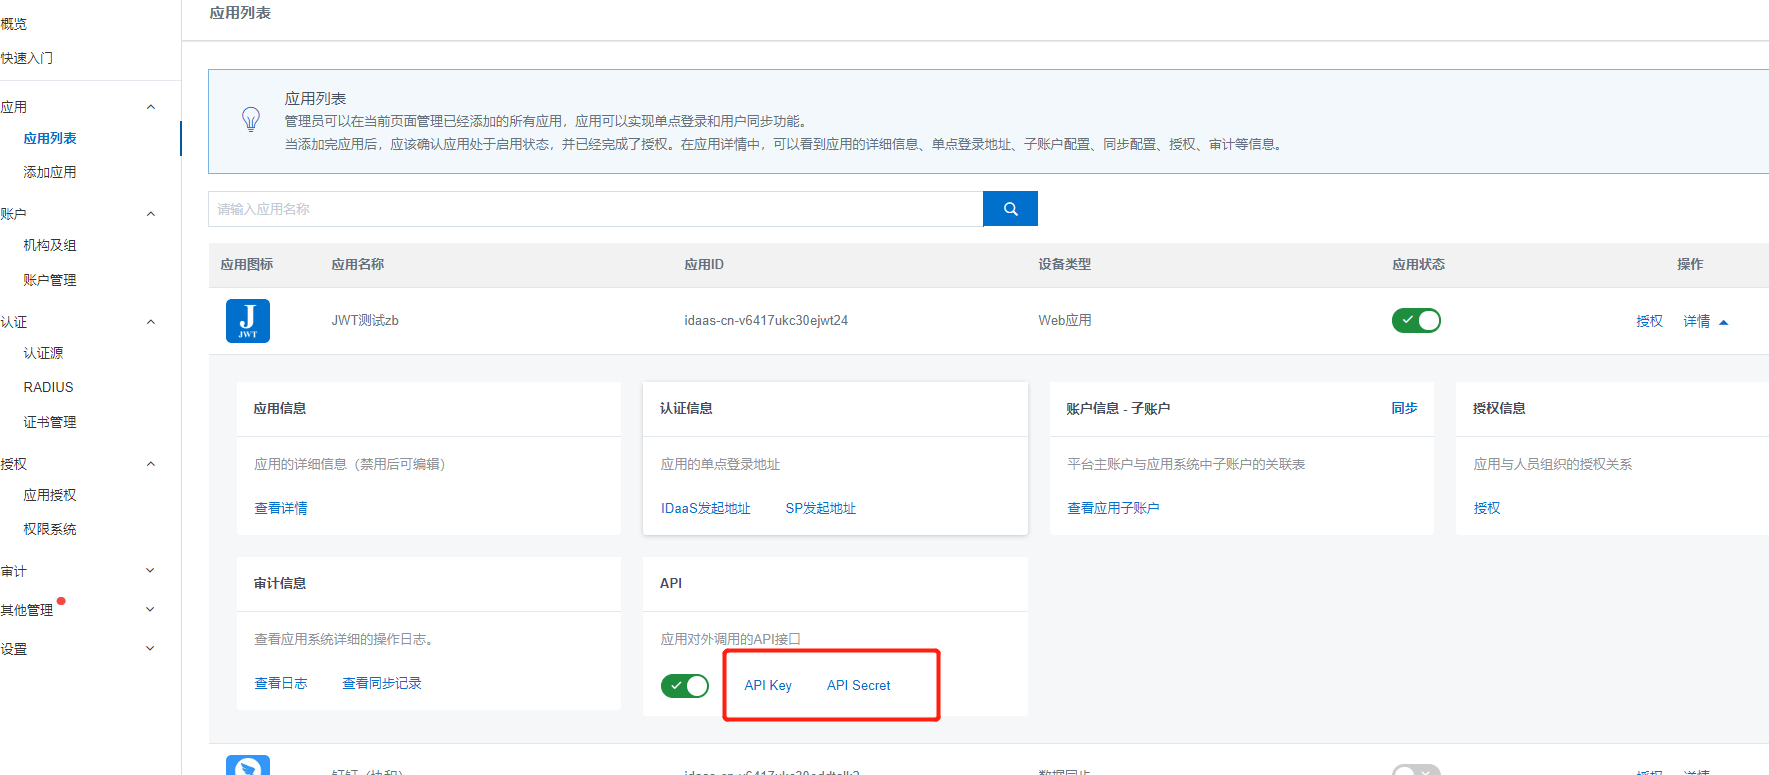 概览
快速入门
应用
应用列表
添加应用
账户
机构及组
账户管理
认证
认证源
RADIUS
证书管理
授权
应用授权
权限系统
审计
其他管理
设置
应用列表
应用列表
管理员可以在当前页面管理已经添加的所有应用，应用可以实现单点登录和用户同步功能。
当添加完应用后，应该确认应用处于启用状态，并已经完成了授权。在应用详情中，可以看到应用的详细信息、单点登录地址、子账户配置、同步配置、授权、审计等信息。
请输入应用名称
应用图标 应用名称 应用ID 设备类型 应用状态 操作
J JWT JWT测试zb idaas-cn-v6417ukc30ejwt24 Web应用 授权 详情
应用信息
应用的详细信息（禁用后可编辑）
查看详情
认证信息
应用的单点登录地址
IDaaS发起地址 SP发起地址
账户信息 - 子账户 同步
平台主账户与应用系统中子账户的关联表
查看应用子账户
授权信息
应用与人员组织的授权关系
授权
审计信息
查看应用系统详细的操作日志。
查看日志 查看同步记录
API
应用对外调用的API接口
API Key API Secret
数据同步 授权 详情